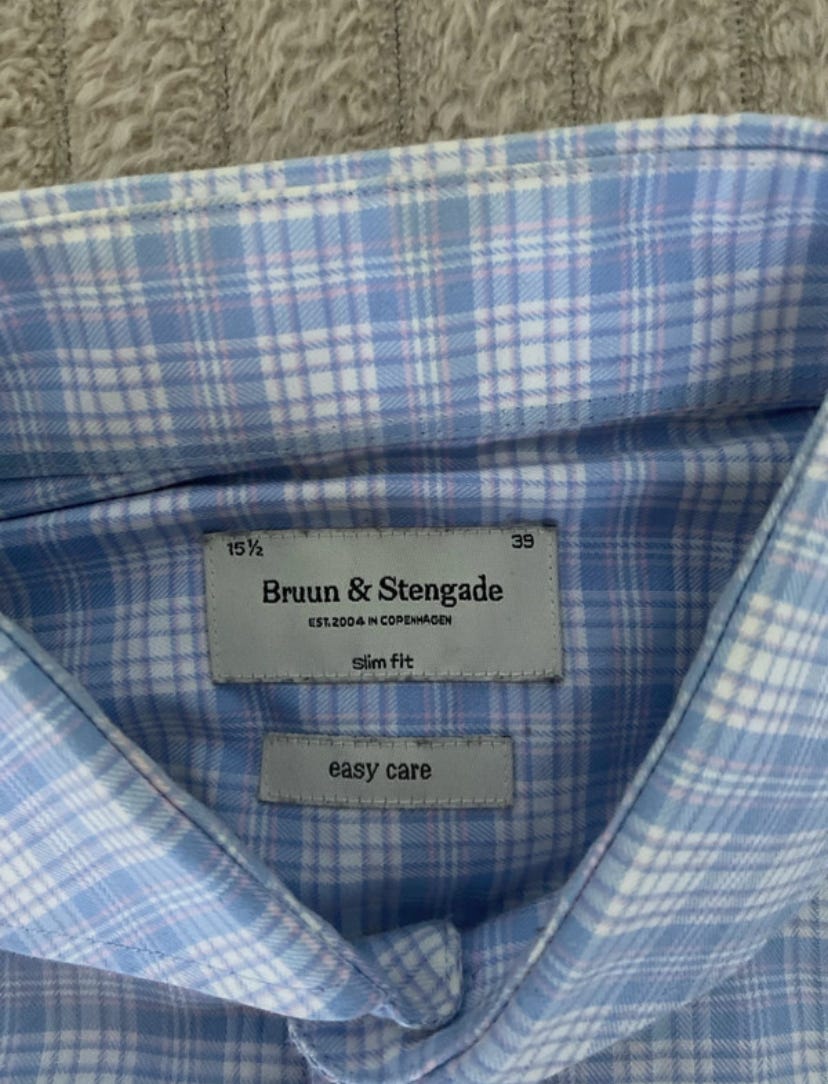 15½ 39
Bruun & Stengade
EST. 2004 IN COPENHAGEN
slim fit
easy care